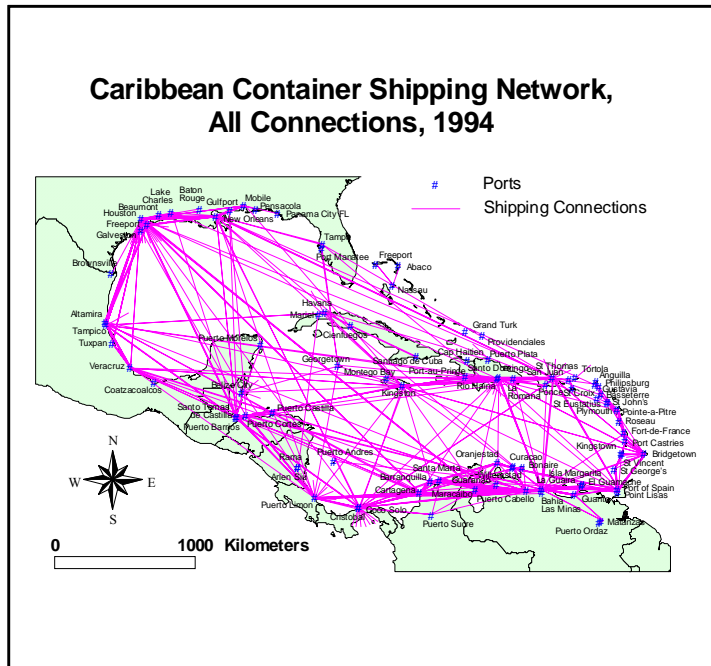 Caribbean Container Shipping Network,
All Connections, 1994
# Ports
Shipping Connections
Lake
Charles
Baton
Rouge
Beaumont
Houston
Freeport
Galveston
Gulfport
Mobile
Pensacola
New Orleans
Panama City FL
Brownsville
Tampa
Port Manatee
Freeport
Abaco
Nassau
Altamira
Tampico
Tuxpan
Veracruz
Coatzacoalcos
Havana
Mariel
Cienfuegos
Puerto Morelos
Georgetown
Montego Bay
Kingston
Santiago de Cuba
Cap Haitien
Port-au-Prince
Grand Turk
Providenciales
Puerto Plata
Santo Domingo
Rio Haina
La
Romana
San Juan
Ponce
St Thomas
St Croix
Tortola
Anguilla
Philipsburg
Gustavia
Basseterre
St Eustatius
St John's
Plymouth
Pointe-a-Pitre
Roseau
Fort-de-France
Port Castries
Kingstown
Bridgetown
St Vincent
St George's
Belize City
Santo Tomas
de Castilla
Puerto Barrios
Puerto Castilla
Puerto Cortes
Puerto Andres
Rama
Arlen Siu
Puerto Limon
Cristobal
Coco Solo
Oranjestad
Curacao
Bonaire
Santa Marta
Barranquilla
Cartagena
Maracaibo
Guaranao
Puerto Cabello
La Guaira
Isla Margarita
El Guamache
Guanta
Bahia
Las Minas
Port of Spain
Point Lisas
Puerto Sucre
Matanzas
Puerto Ordaz
N
W E
S
0 1000 Kilometers